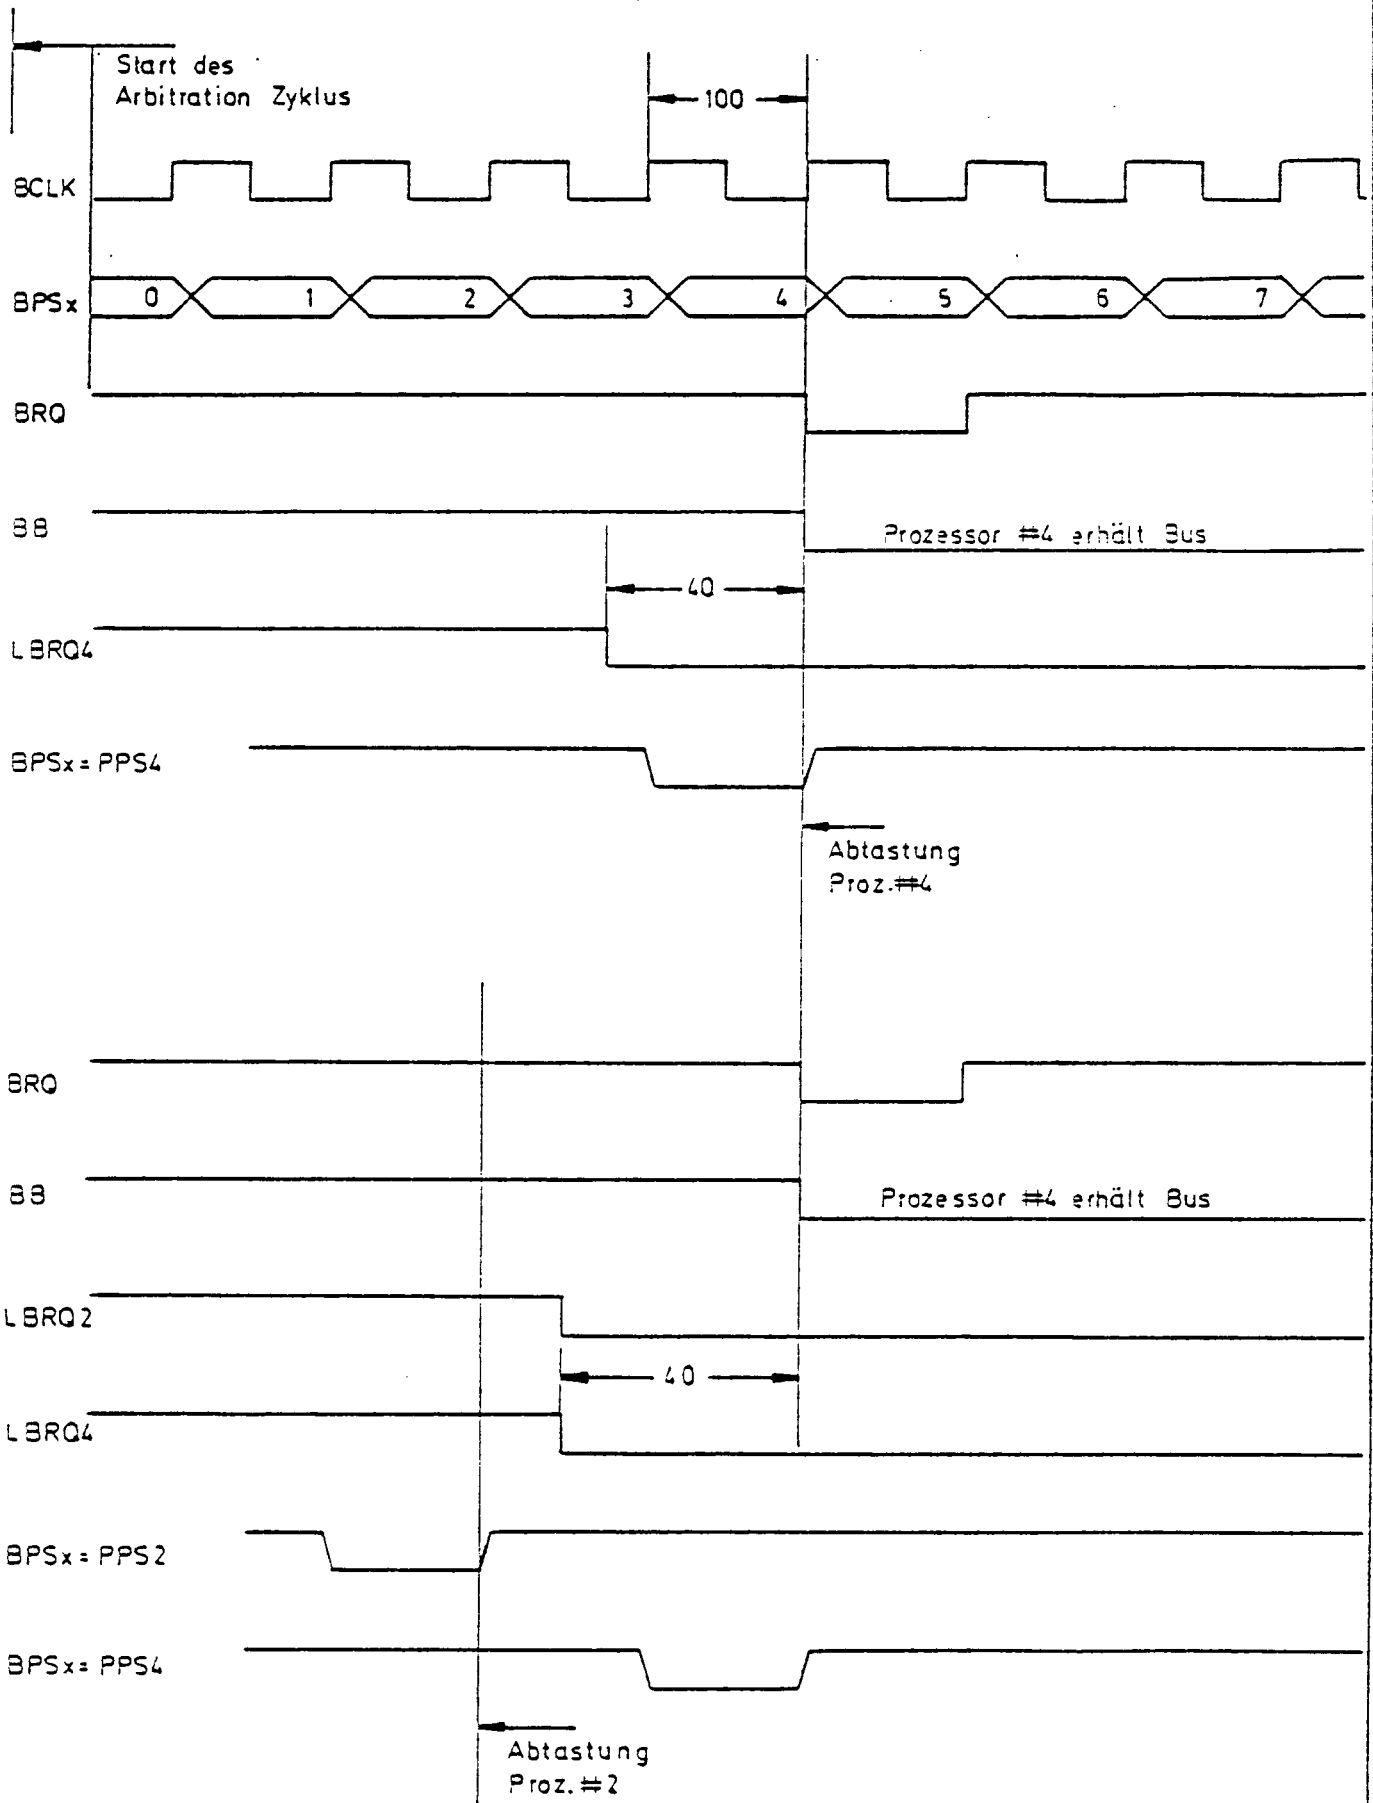 Start des
Arbitration Zyklus
100
BCLK
BPSx 0 1 2 3 4 5 6 7
BRQ
BB
Prozessor #4 erhält Bus
40
LBRQ4
BPSx = PPS4
Abtastung
Proz.#4
BRQ
BB
Prozessor #4 erhält Bus
LBRQ2
40
LBRQ4
BPSx = PPS2
BPSx = PPS4
Abtastung
Proz.#2